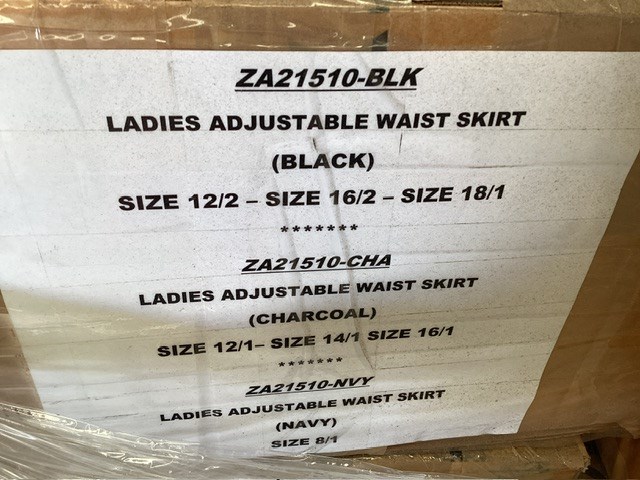 ZA21510-BLK
LADIES ADJUSTABLE WAIST SKIRT
(BLACK)
SIZE 12/2 – SIZE 16/2 – SIZE 18/1
*******
ZA21510-CHA
LADIES ADJUSTABLE WAIST SKIRT
(CHARCOAL)
SIZE 12/1– SIZE 14/1 SIZE 16/1
*******
ZA21510-NVY
LADIES ADJUSTABLE WAIST SKIRT
(NAVY)
SIZE 8/1